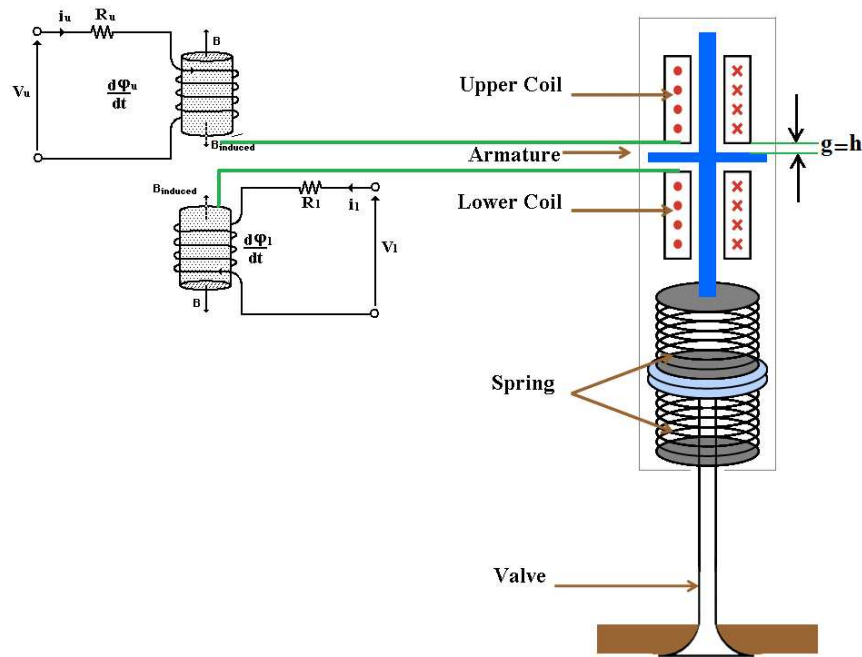 iu
Ru
Vu
dφu
dt
B
Binduced
Binduced
R1
i1
dφ1
dt
V1
B
Upper Coil
Armature
g=h
Lower Coil
Spring
Valve